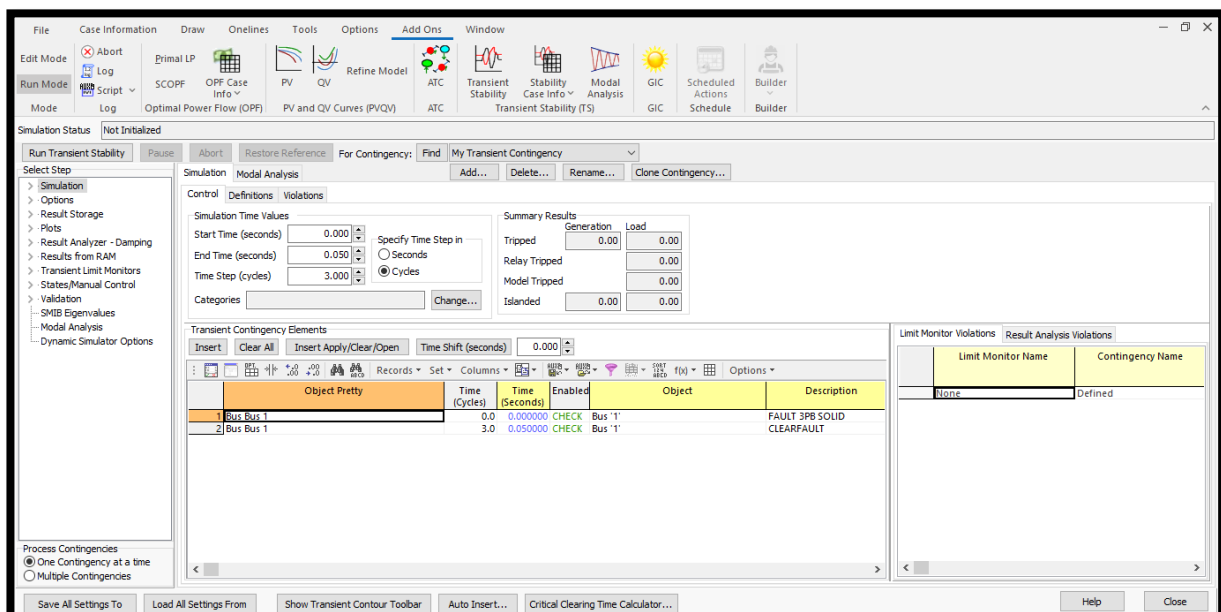 File Case Information Draw Onelines Tools Options Add Ons Window
Edit Mode Abort Primal LP
Run Mode Log SCOPF OPF Case Info PV QV Refine Model ATC Transient Stability Stability Case Info Modal Analysis GIC Scheduled Actions Builder
Script
Mode Log Optimal Power Flow (OPF) PV and QV Curves (PVQV) ATC Transient Stability (TS) GIC Schedule Builder
Simulation Status Not Initialized
Run Transient Stability Pause Abort Restore Reference For Contingency: Find My Transient Contingency
Select Step
Simulation
Options
Result Storage
Plots
Result Analyzer - Damping
Results from RAM
Transient Limit Monitors
States/Manual Control
Validation
SMIB Eigenvalues
Modal Analysis
Dynamic Simulator Options
Process Contingencies
One Contingency at a time
Multiple Contingencies
Simulation Modal Analysis Add... Delete... Rename... Clone Contingency...
Control Definitions Violations
Simulation Time Values
Start Time (seconds) 0.000
End Time (seconds) 0.050
Time Step (cycles) 3.000
Specify Time Step in
Seconds
Cycles
Categories Change...
Summary Results
Generation Load
Tripped 0.00 0.00
Relay Tripped 0.00
Model Tripped 0.00
Islanded 0.00 0.00
Transient Contingency Elements
Insert Clear All Insert Apply/Clear/Open Time Shift (seconds) 0.000
Records Set Columns f(x) Options
Object Pretty Time (Cycles) Time (Seconds) Enabled Object Description
1 Bus Bus 1 0.0 0.000000 CHECK Bus '1' FAULT 3PB SOLID
2 Bus Bus 1 3.0 0.050000 CHECK Bus '1' CLEARFAULT
Limit Monitor Violations Result Analysis Violations
Limit Monitor Name Contingency Name
None Defined
Save All Settings To Load All Settings From Show Transient Contour Toolbar Auto Insert... Critical Clearing Time Calculator... Help Close